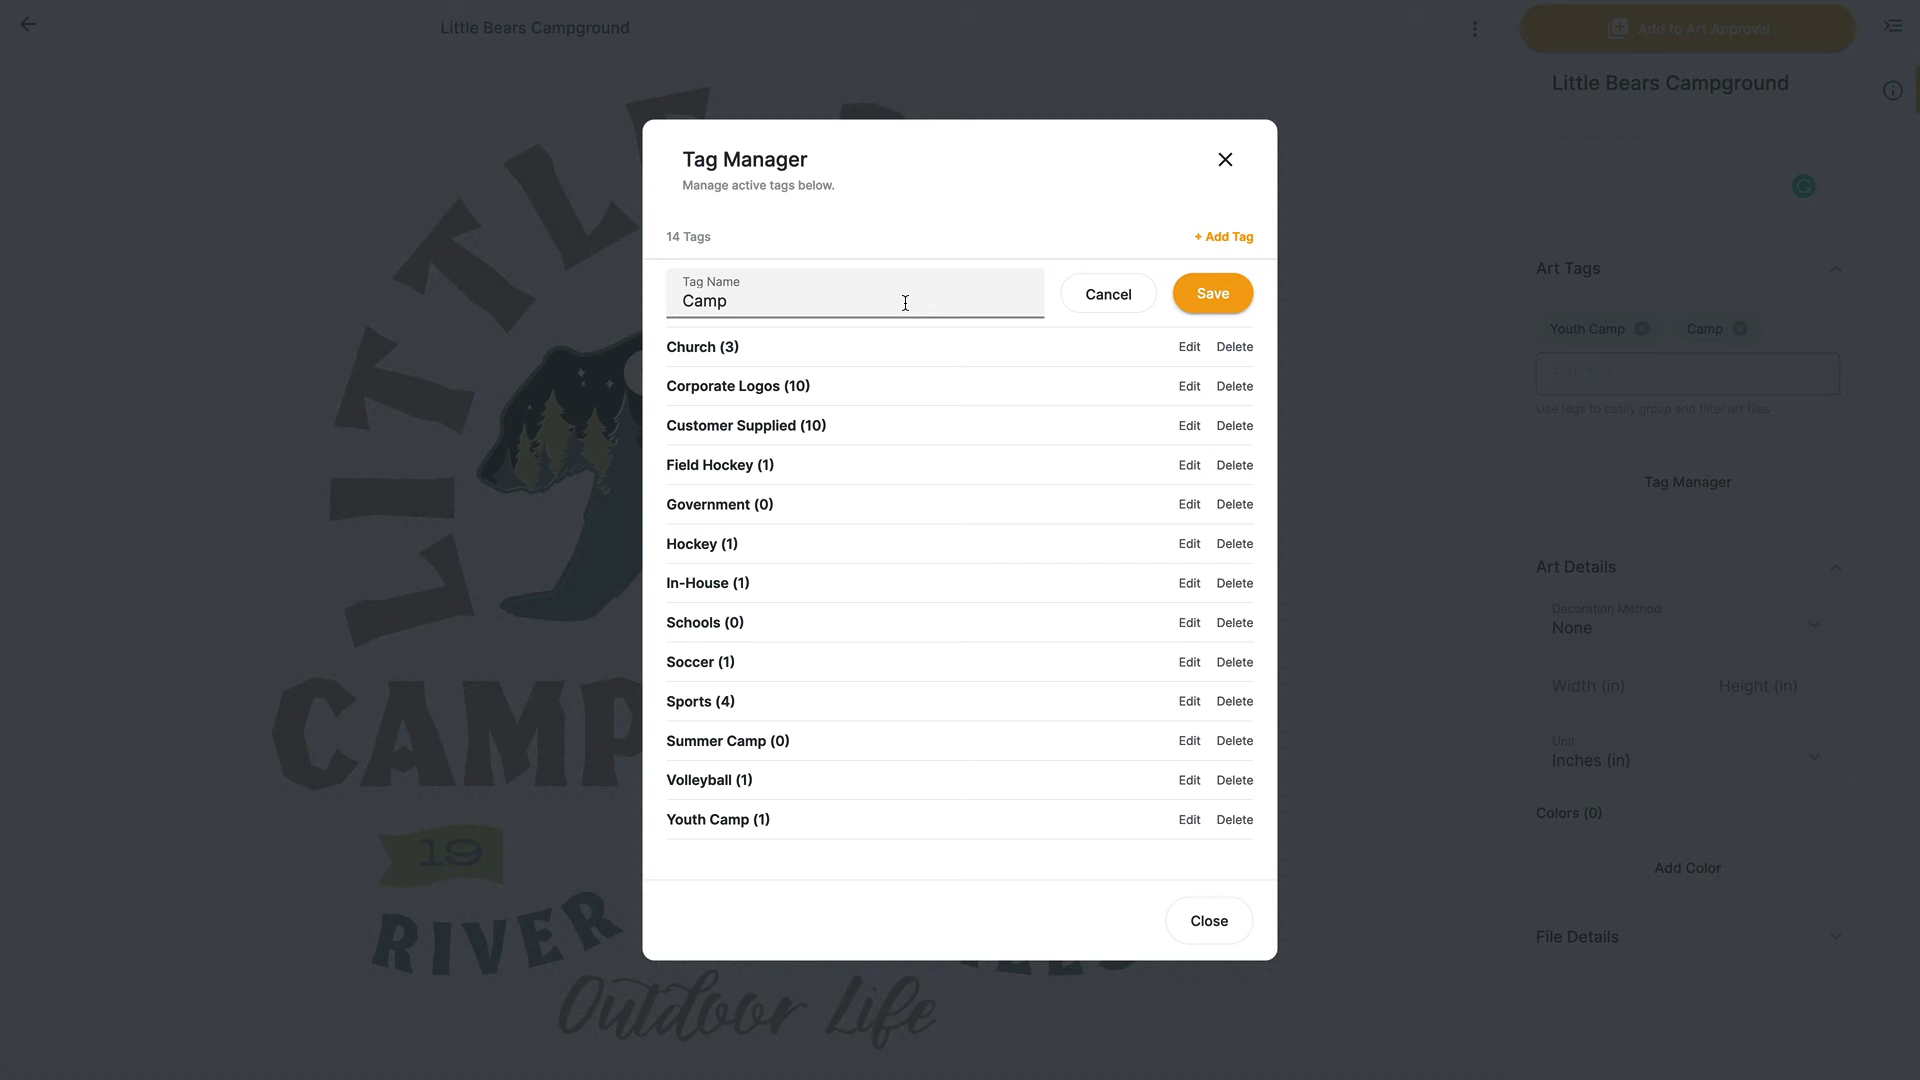 Little Bears Campground
Add to Art Approval
Little Bears Campground
Tag Manager
Manage active tags below.
14 Tags
+ Add Tag
Tag Name
Camp
Cancel
Save
Church (3)
Edit
Delete
Corporate Logos (10)
Edit
Delete
Customer Supplied (10)
Edit
Delete
Field Hockey (1)
Edit
Delete
Government (0)
Edit
Delete
Hockey (1)
Edit
Delete
In-House (1)
Edit
Delete
Schools (0)
Edit
Delete
Soccer (1)
Edit
Delete
Sports (4)
Edit
Delete
Summer Camp (0)
Edit
Delete
Volleyball (1)
Edit
Delete
Youth Camp (1)
Edit
Delete
Close
Art Tags
Youth Camp
Camp
Use tags to easily group and filter art files
Tag Manager
Art Details
Decoration Method
None
Width (in)
Height (in)
Unit
Inches (in)
Colors (0)
Add Color
File Details
LITTLE
CAMP
19
RIVER
Outdoor Life